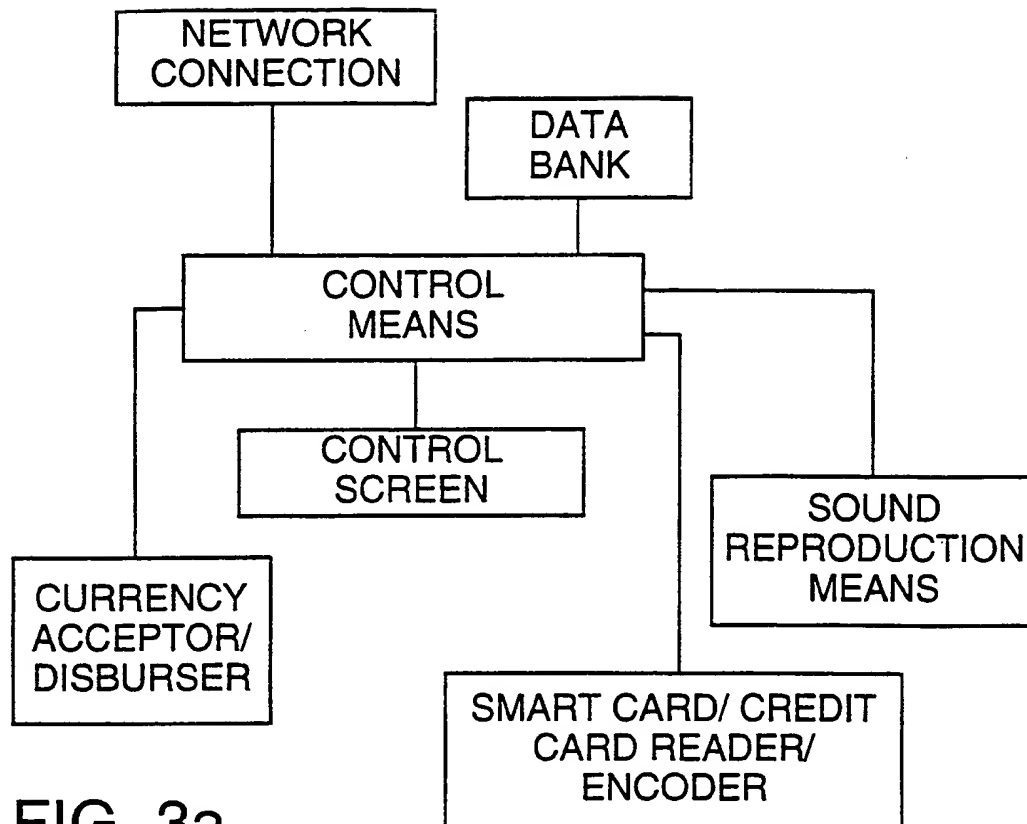 NETWORK
CONNECTION
DATA
BANK
CONTROL
MEANS
CONTROL
SCREEN
SOUND
REPRODUCTION
MEANS
CURRENCY
ACCEPTOR/
DISBURSER
SMART CARD/ CREDIT
CARD READER/
ENCODER
FIG. 3a